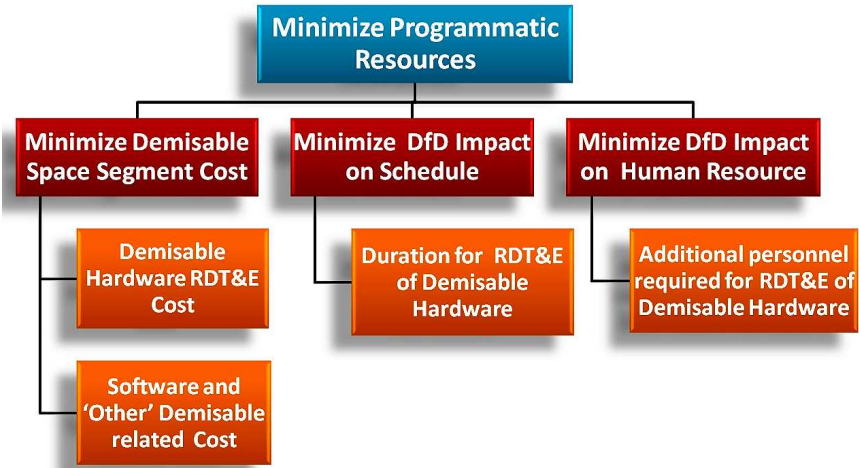 Minimize Programmatic
Resources
Minimize Demisable
Space Segment Cost
Minimize DfD Impact
on Schedule
Minimize DfD Impact
on Human Resource
Demisable
Hardware RDT&E
Cost
Duration for RDT&E
of Demisable
Hardware
Additional personnel
required for RDT&E of
Demisable Hardware
Software and
‘Other’ Demisable
related Cost